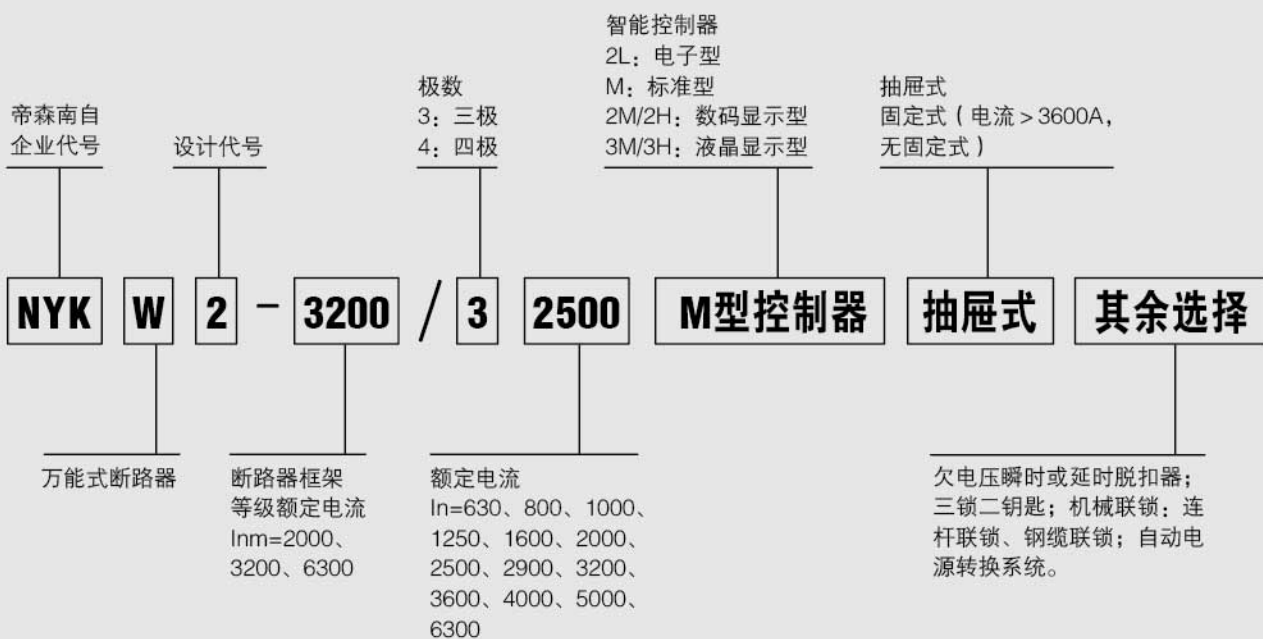 帝森南自
企业代号
设计代号
极数
3：三极
4：四极
智能控制器
2L：电子型
M：标准型
2M/2H：数码显示型
3M/3H：液晶显示型
抽屉式
固定式（电流＞3600A，
无固定式）
NYK W 2 - 3200 / 3 2500 M型控制器 抽屉式 其余选择
万能式断路器
断路器框架
等级额定电流
Inm=2000、
3200、6300
额定电流
In=630、800、1000、
1250、1600、2000、
2500、2900、3200、
3600、4000、5000、
6300
欠电压瞬时或延时脱扣器；
三锁二钥匙；机械联锁：连
杆联锁、钢缆联锁；自动电
源转换系统。